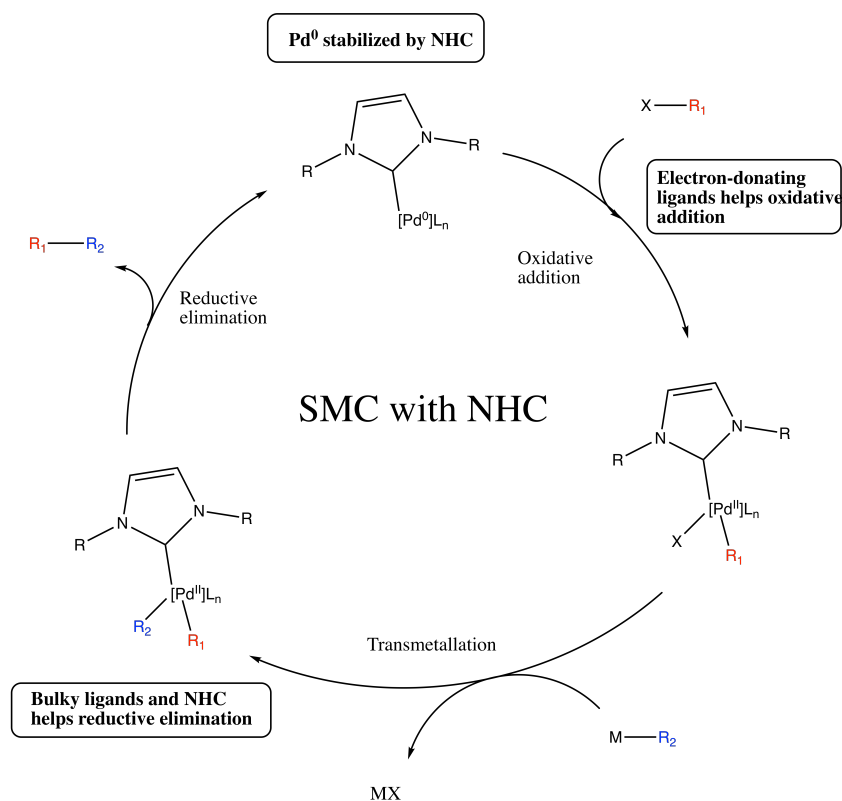 Pd⁰ stabilized by NHC
N
N
R
R
[Pd⁰]Lₙ
X
R₁
Electron-donating
ligands helps oxidative
addition
Oxidative
addition
R₁
R₂
Reductive
elimination
SMC with NHC
N
N
R
R
[Pdᴵᴵ]Lₙ
X
R₁
N
N
R
R
[Pdᴵᴵ]Lₙ
R₂
R₁
Transmetallation
Bulky ligands and NHC
helps reductive elimination
M
R₂
MX